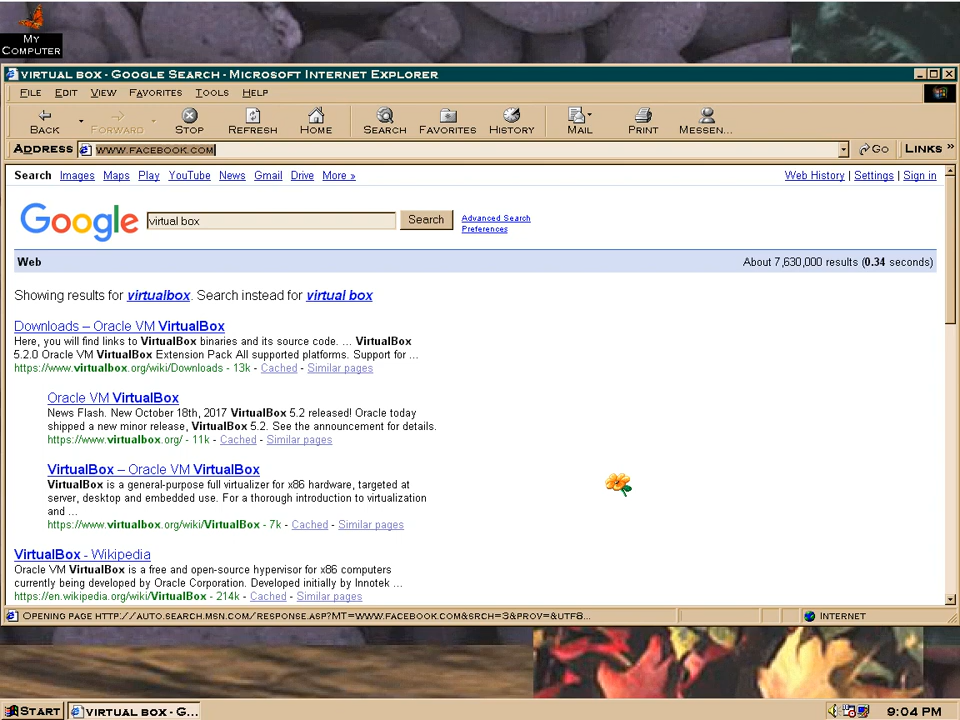 My Computer
virtual box - Google Search - Microsoft Internet Explorer
File Edit View Favorites Tools Help
Back Forward Stop Refresh Home Search Favorites History Mail Print Messen...
Address www.facebook.com Go Links »
Search Images Maps Play YouTube News Gmail Drive More » Web History | Settings | Sign in
Google virtual box Search Advanced Search
Preferences
Web About 7,630,000 results (0.34 seconds)
Showing results for virtualbox. Search instead for virtual box
Downloads – Oracle VM VirtualBox
Here, you will find links to VirtualBox binaries and its source code. ... VirtualBox
5.2.0 Oracle VM VirtualBox Extension Pack All supported platforms. Support for ...
https://www.virtualbox.org/wiki/Downloads - 13k - Cached - Similar pages
Oracle VM VirtualBox
News Flash. New October 18th, 2017 VirtualBox 5.2 released! Oracle today
shipped a new minor release, VirtualBox 5.2. See the announcement for details.
https://www.virtualbox.org/ - 11k - Cached - Similar pages
VirtualBox – Oracle VM VirtualBox
VirtualBox is a general-purpose full virtualizer for x86 hardware, targeted at
server, desktop and embedded use. For a thorough introduction to virtualization
and ...
https://www.virtualbox.org/wiki/VirtualBox - 7k - Cached - Similar pages
VirtualBox - Wikipedia
Oracle VM VirtualBox is a free and open-source hypervisor for x86 computers
currently being developed by Oracle Corporation. Developed initially by Innotek ...
https://en.wikipedia.org/wiki/VirtualBox - 214k - Cached - Similar pages
Opening page http://auto.search.msn.com/response.asp?MT=www.facebook.com&srch=3&prov=&utf8... Internet
Start virtual box - G... 9:04 PM